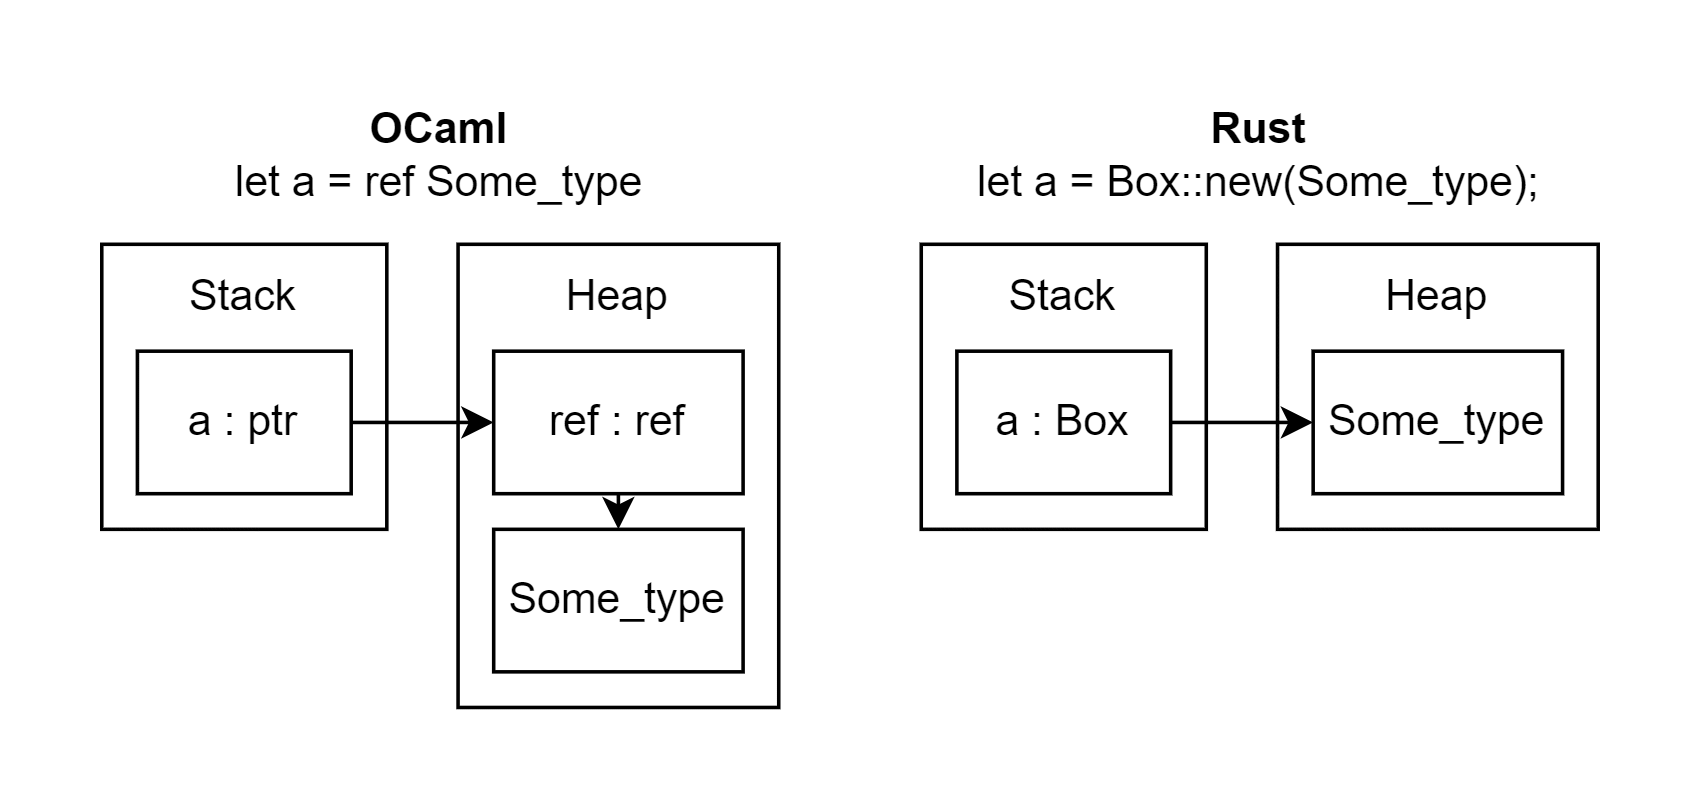 OCaml
let a = ref Some_type
Stack
a : ptr
Heap
ref : ref
Some_type
Rust
let a = Box::new(Some_type);
Stack
a : Box
Heap
Some_type